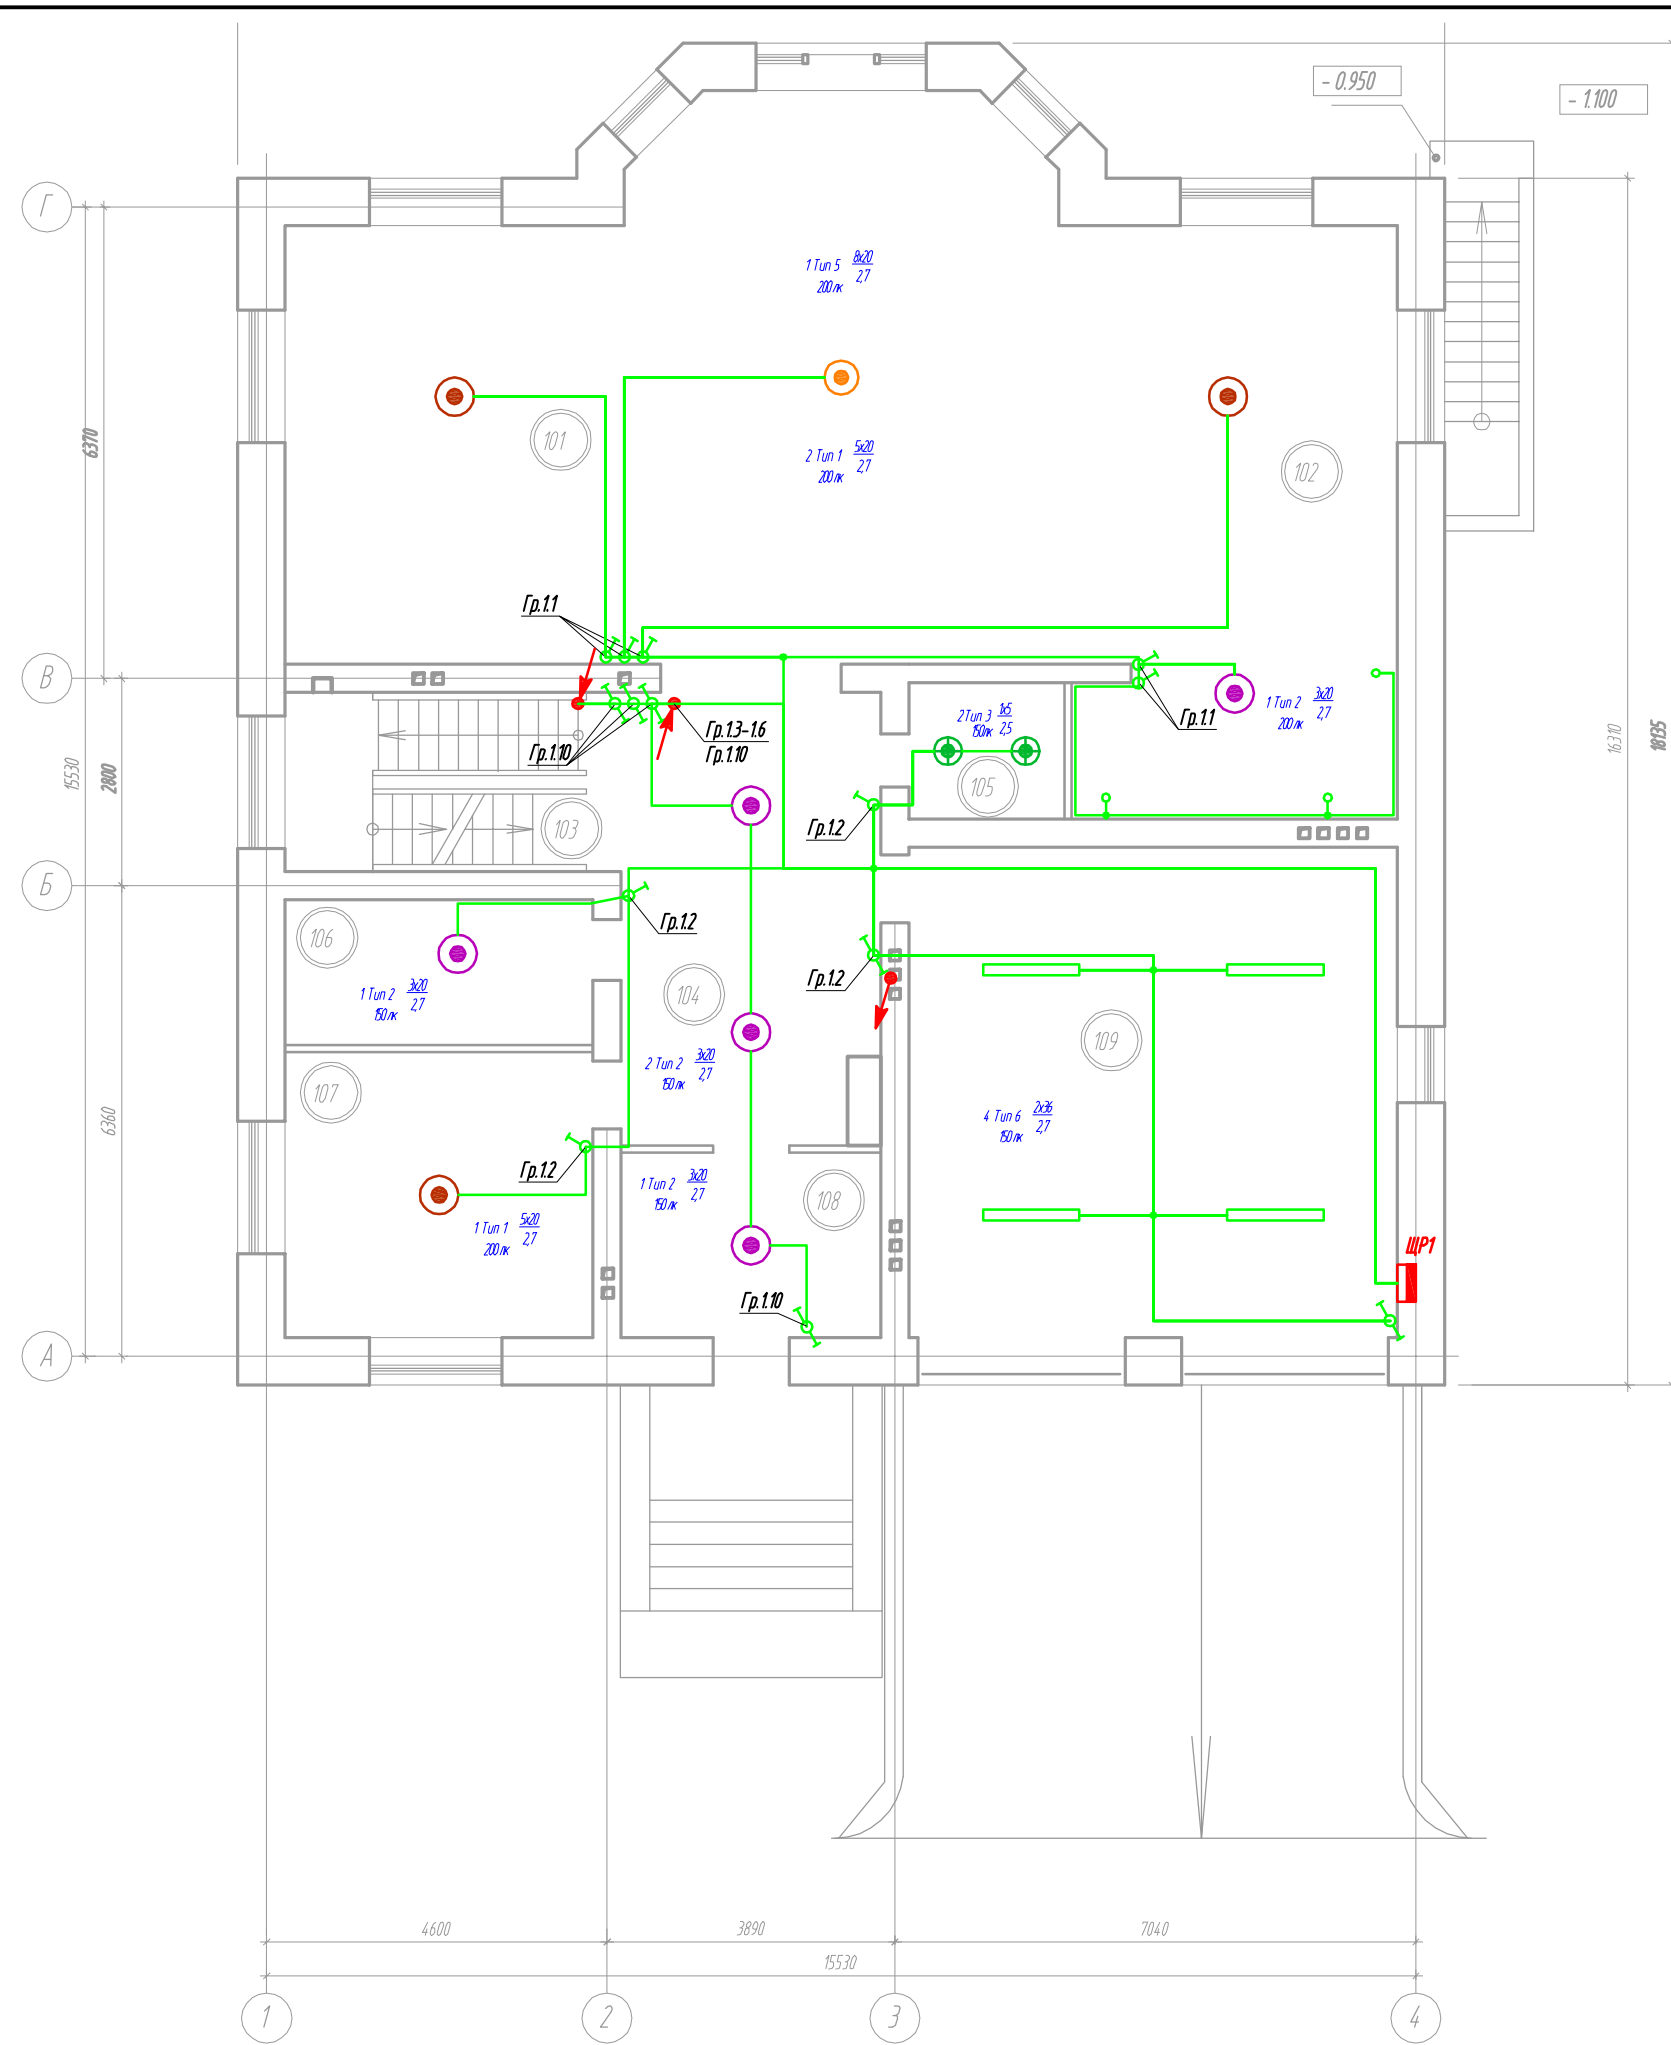 - 0.950
- 1.100
Г
1 Тип 5 8х20
2,7
200 лк
101
2 Тип 1 5х20
2,7
200 лк
102
6370
Гр.1.1
В
2Тип 3 1х5
2,5
150лк
1 Тип 2 3х20
2,7
200 лк
Гр.1.1
Гр.1.3-1.6
Гр.1.10
Гр.1.10
16310
18135
15530
2800
105
103
Гр.1.2
Б
106
Гр.1.2
Гр.1.2
1 Тип 2 3х20
2,7
150 лк
104
109
2 Тип 2 3х20
2,7
150 лк
107
6360
4 Тип 6 2х36
2,7
150 лк
Гр.1.2
1 Тип 2 3х20
2,7
150 лк
108
1 Тип 1 5х20
2,7
200 лк
ЩР1
Гр.1.10
А
4600
3890
7040
15530
1
2
3
4